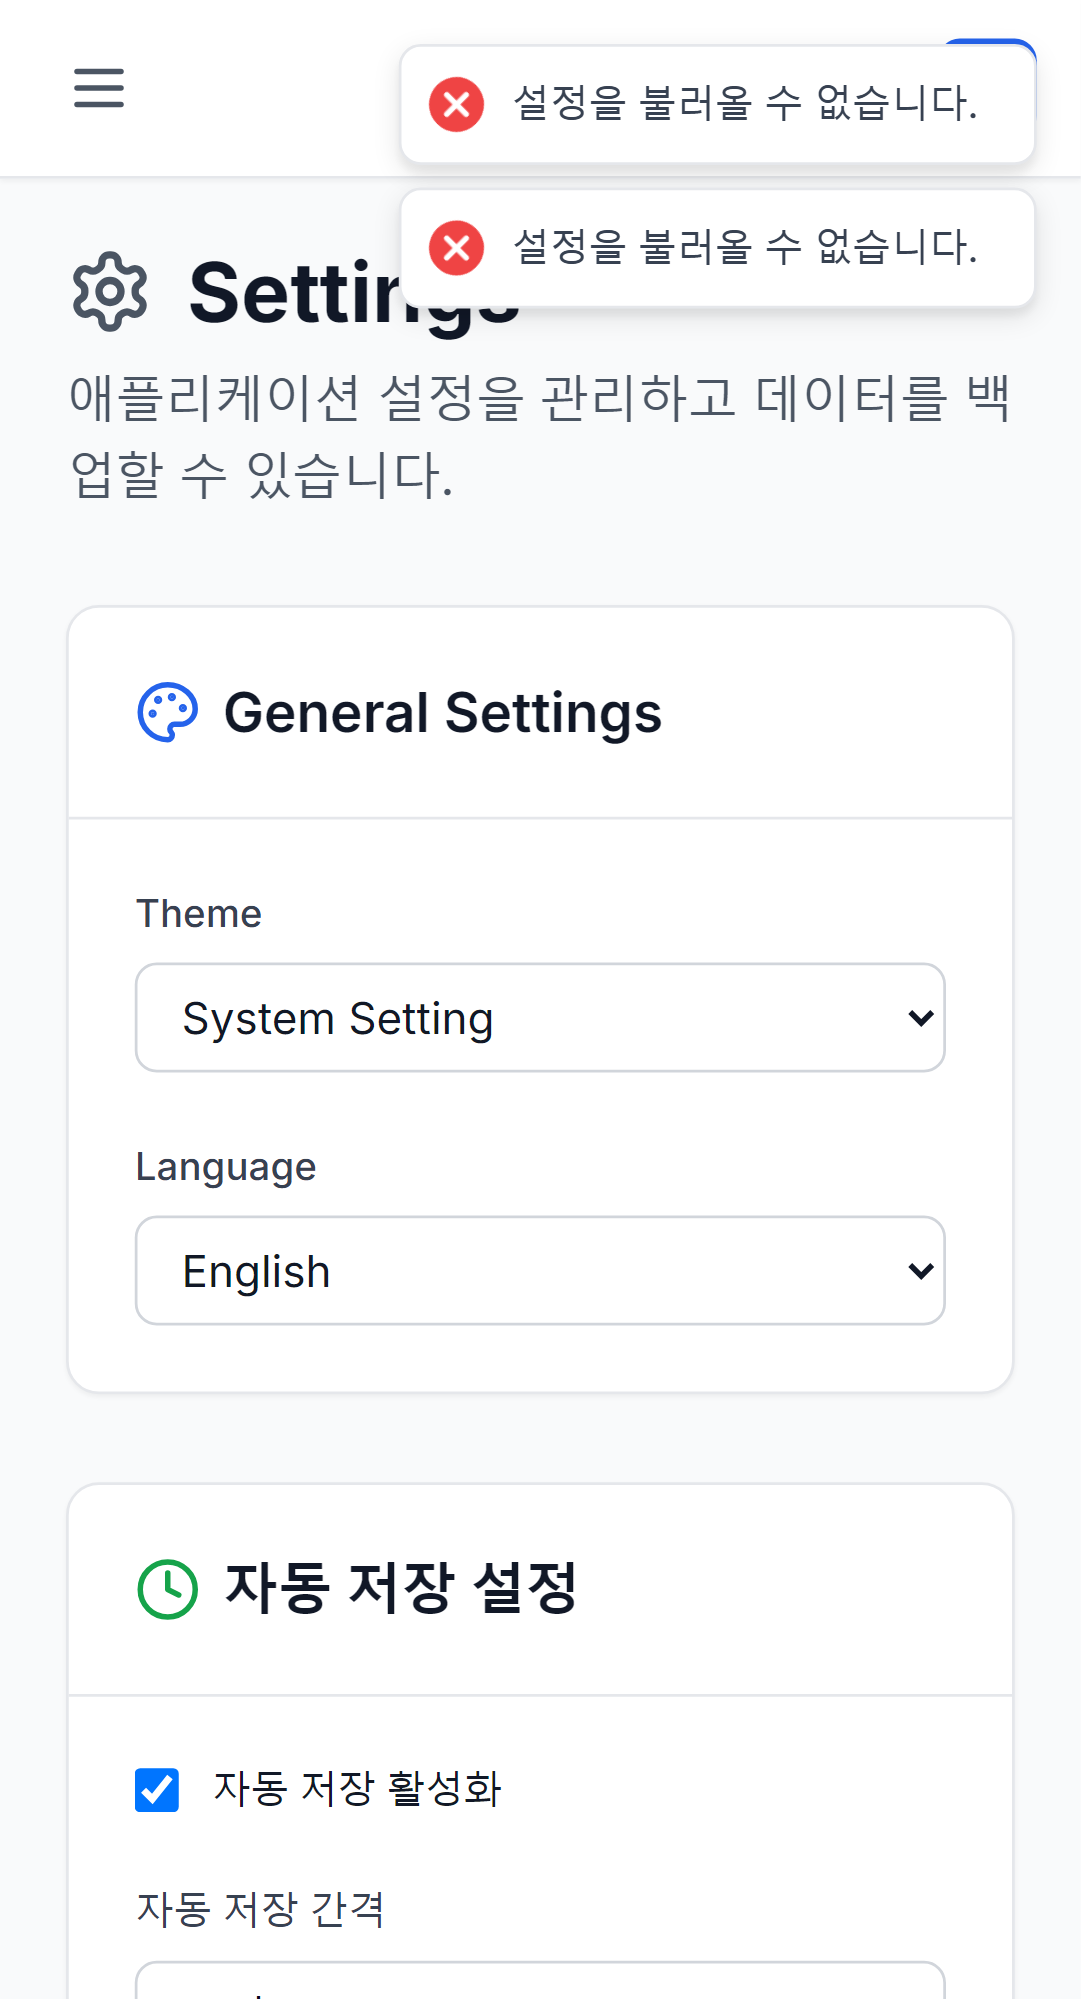 설정을 불러올 수 없습니다.
설정을 불러올 수 없습니다.
Settings
애플리케이션 설정을 관리하고 데이터를 백
업할 수 있습니다.
General Settings
Theme
System Setting
Language
English
자동 저장 설정
자동 저장 활성화
자동 저장 간격